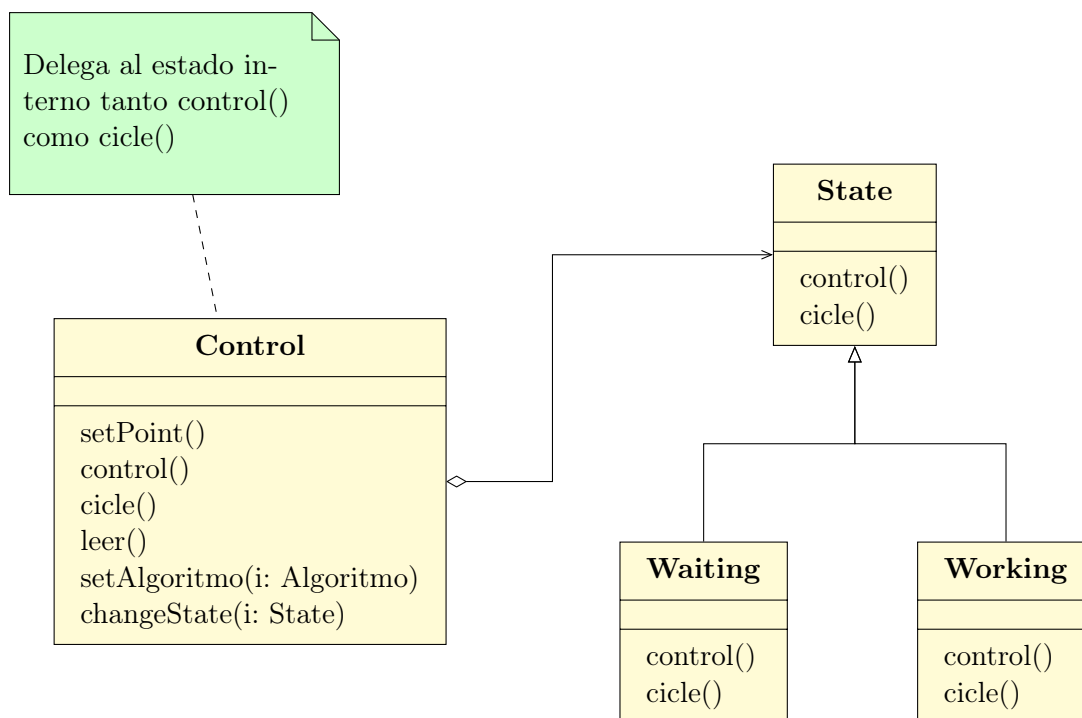 Delega al estado in-
terno tanto control()
como cicle()
State
control()
cicle()
Control
setPoint()
control()
cicle()
leer()
setAlgoritmo(i: Algoritmo)
changeState(i: State)
Waiting
control()
cicle()
Working
control()
cicle()